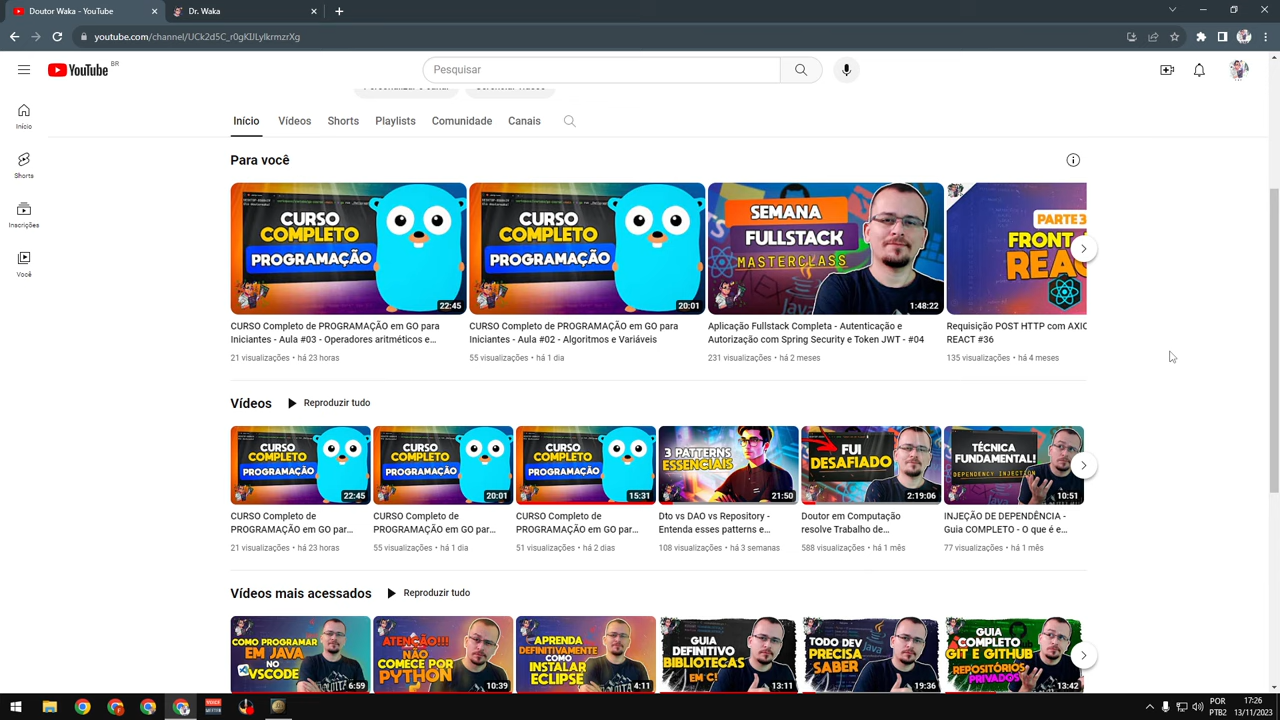 Doutor Waka - YouTube
Dr. Waka
youtube.com/channel/UCk2d5C_r0gKIJLylkrmzrXg
YouTube BR
Pesquisar
Início
Vídeos
Shorts
Playlists
Comunidade
Canais
Início
Shorts
Inscrições
Você
Para você
CURSO
COMPLETO
PROGRAMAÇÃO
22:45
CURSO
COMPLETO
PROGRAMAÇÃO
20:01
SEMANA
FULLSTACK
MASTERCLASS
1:48:22
PARTE 3
CURSO Completo de PROGRAMAÇÃO em GO para
Iniciantes - Aula #03 - Operadores aritméticos e...
21 visualizações • há 23 horas
CURSO Completo de PROGRAMAÇÃO em GO para
Iniciantes - Aula #02 - Algoritmos e Variáveis
55 visualizações • há 1 dia
Aplicação Fullstack Completa - Autenticação e
Autorização com Spring Security e Token JWT - #04
231 visualizações • há 2 meses
Requisição POST HTTP com AXIO
REACT #36
135 visualizações • há 4 meses
Vídeos
Reproduzir tudo
CURSO
COMPLETO
PROGRAMAÇÃO
22:45
CURSO
COMPLETO
PROGRAMAÇÃO
20:01
CURSO
COMPLETO
PROGRAMAÇÃO
15:31
3 PATTERNS
ESSENCIAIS
21:50
FUI
DESAFIADO
2:19:06
TÉCNICA
FUNDAMENTAL!
DEPENDENCY INJECTION
10:51
CURSO Completo de
PROGRAMAÇÃO em GO par...
21 visualizações • há 23 horas
CURSO Completo de
PROGRAMAÇÃO em GO par...
55 visualizações • há 1 dia
CURSO Completo de
PROGRAMAÇÃO em GO par...
51 visualizações • há 2 dias
Dto vs DAO vs Repository -
Entenda esses patterns e...
108 visualizações • há 3 semanas
Doutor em Computação
resolve Trabalho de...
588 visualizações • há 1 mês
INJEÇÃO DE DEPENDÊNCIA -
Guia COMPLETO - O que é e...
77 visualizações • há 1 mês
Vídeos mais acessados
Reproduzir tudo
COMO PROGRAMAR
EM JAVA
NO
VSCODE
6:59
ATENÇÃO!!!
NÃO
COMECE POR
PYTHON
10:39
APRENDA
DEFINITIVAMENTE
COMO
INSTALAR
ECLIPSE
4:11
GUIA
DEFINITIVO
BIBLIOTECAS
EM C!
13:11
TODO DEV
PRECISA
SABER
19:36
GUIA
COMPLETO
GIT E GITHUB
REPOSITÓRIOS
PRIVADOS
13:42
POR
PTB2
17:26
13/11/2023